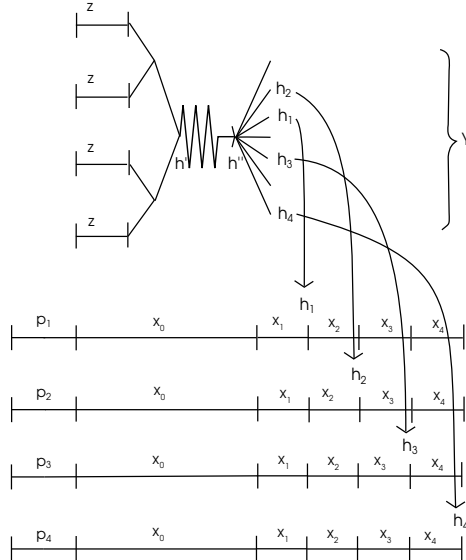 z
z
h₂
h₁
Y
z
h' h'' h₃
h₄
z
h₁
p₁ x₀ x₁ x₂ x₃ x₄
h₂
p₂ x₀ x₁ x₂ x₃ x₄
h₃
p₃ x₀ x₁ x₂ x₃ x₄
h₄
p₄ x₀ x₁ x₂ x₃ x₄